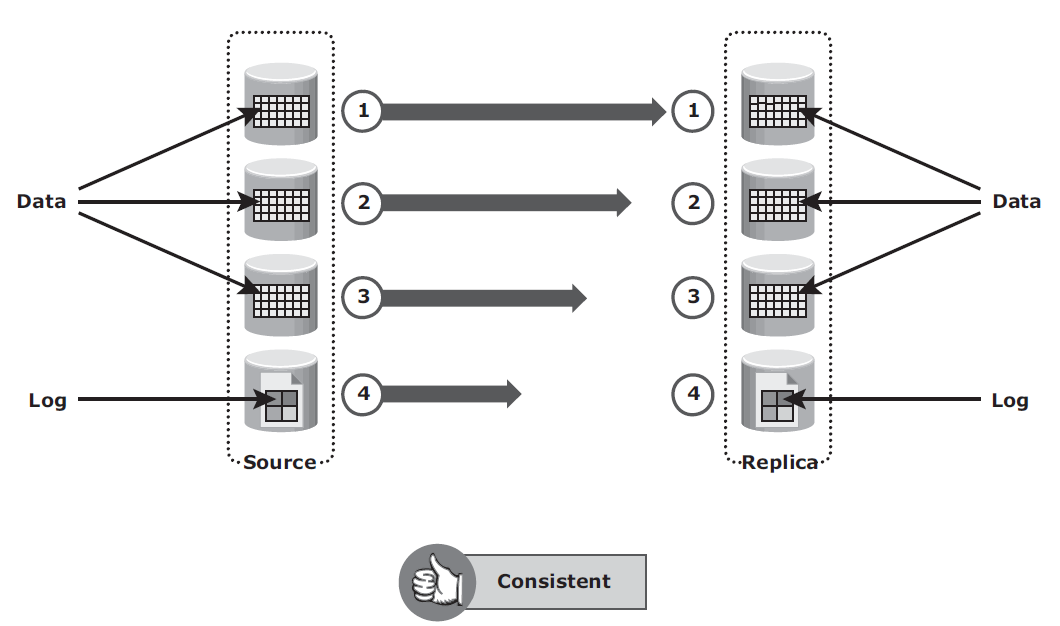 1
1
Data
2
2
Data
3
3
Log
4
4
Log
Source
Replica
Consistent